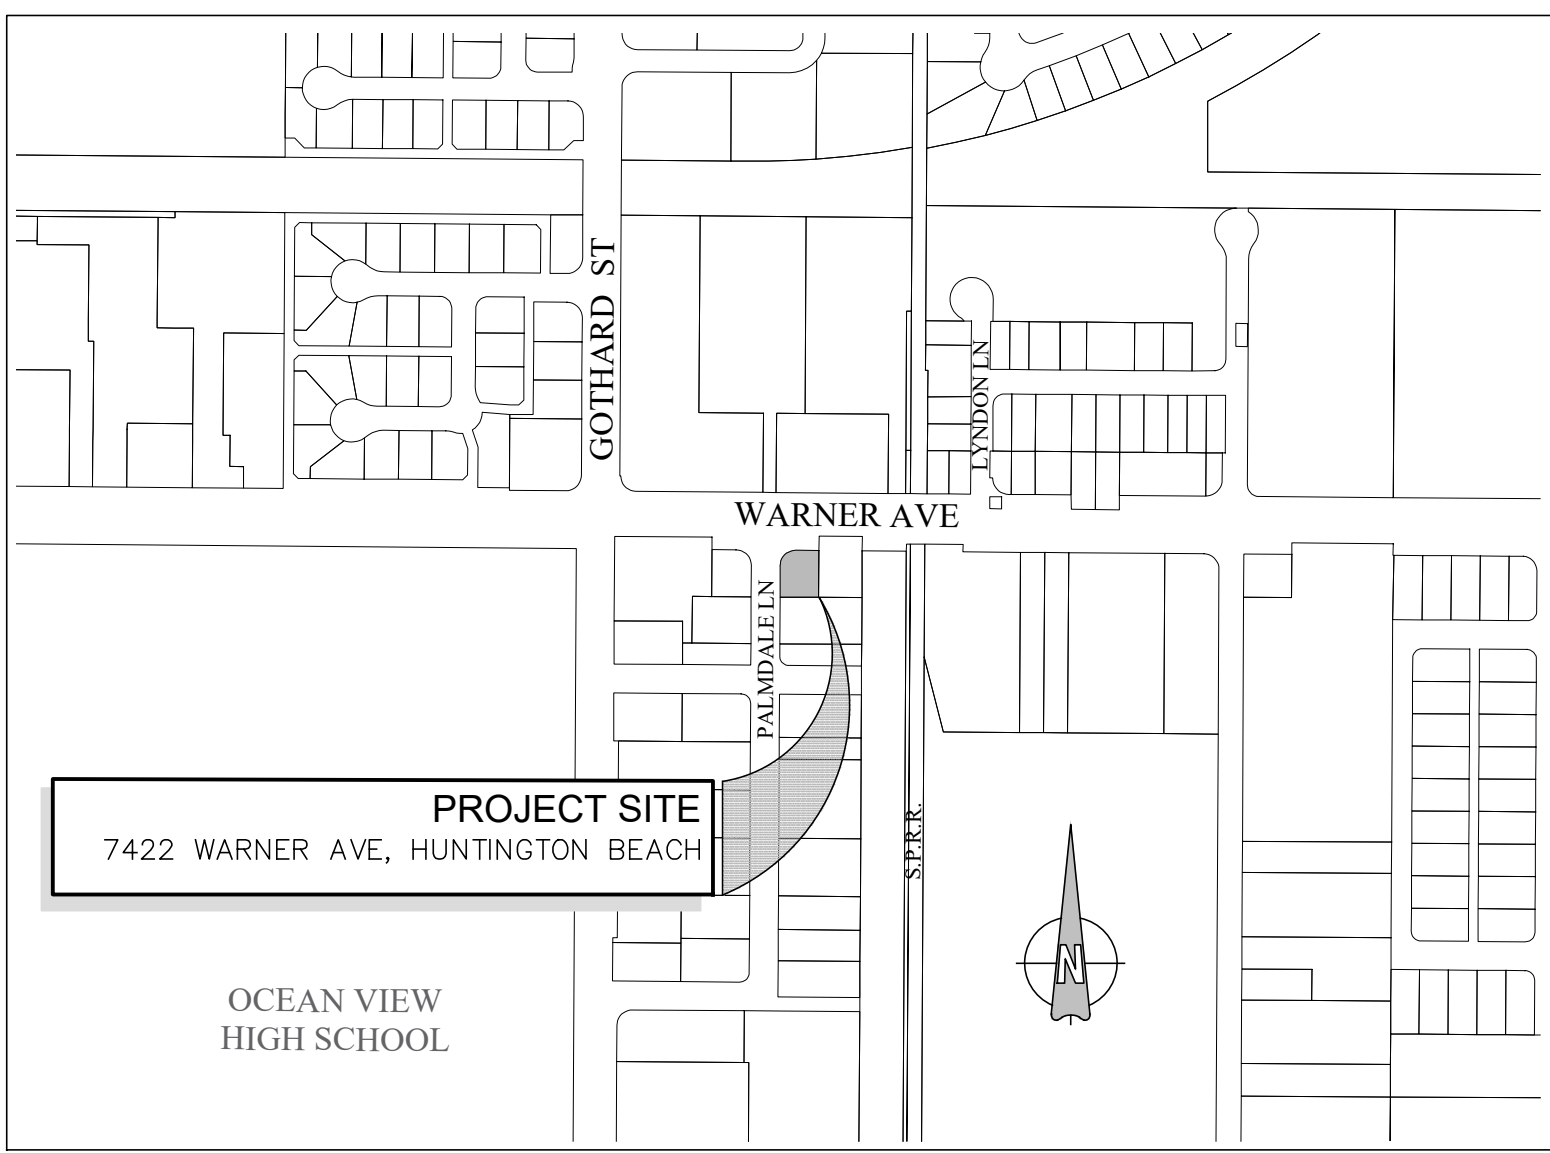 GOTHARD ST
LYNDON LN
WARNER AVE
PALMDALE LN
PROJECT SITE
7422 WARNER AVE, HUNTINGTON BEACH
S.P.R.R.
N
OCEAN VIEW
HIGH SCHOOL